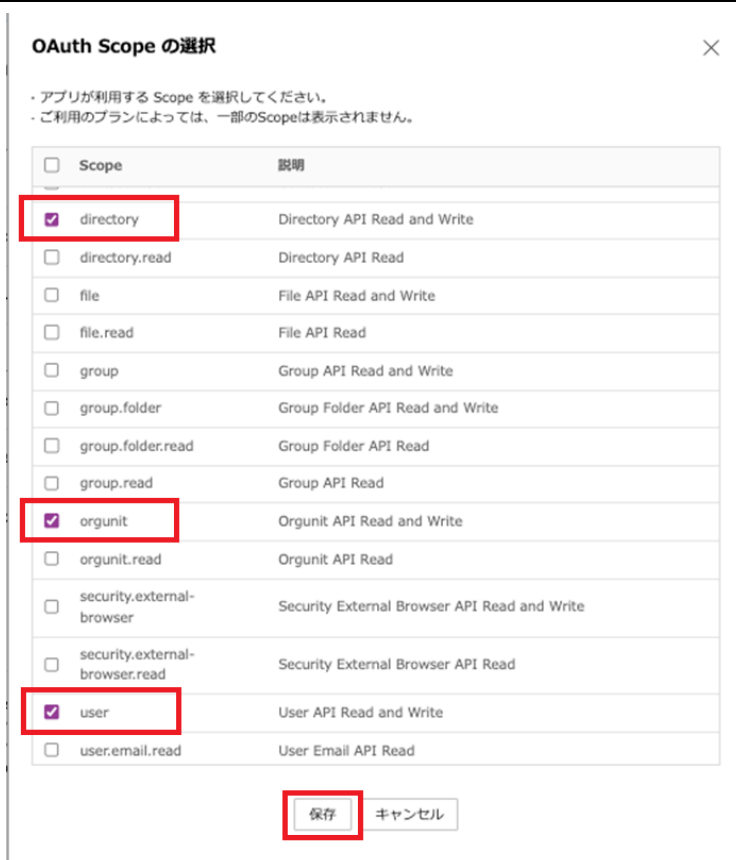 OAuth Scope の選択
・アプリが利用する Scope を選択してください。
・ご利用のプランによっては、一部のScopeは表示されません。
Scope 説明
directory Directory API Read and Write
directory.read Directory API Read
file File API Read and Write
file.read File API Read
group Group API Read and Write
group.folder Group Folder API Read and Write
group.folder.read Group Folder API Read
group.read Group API Read
orgunit Orgunit API Read and Write
orgunit.read Orgunit API Read
security.external-
browser Security External Browser API Read and Write
security.external-
browser.read Security External Browser API Read
user User API Read and Write
user.email.read User Email API Read
保存 キャンセル